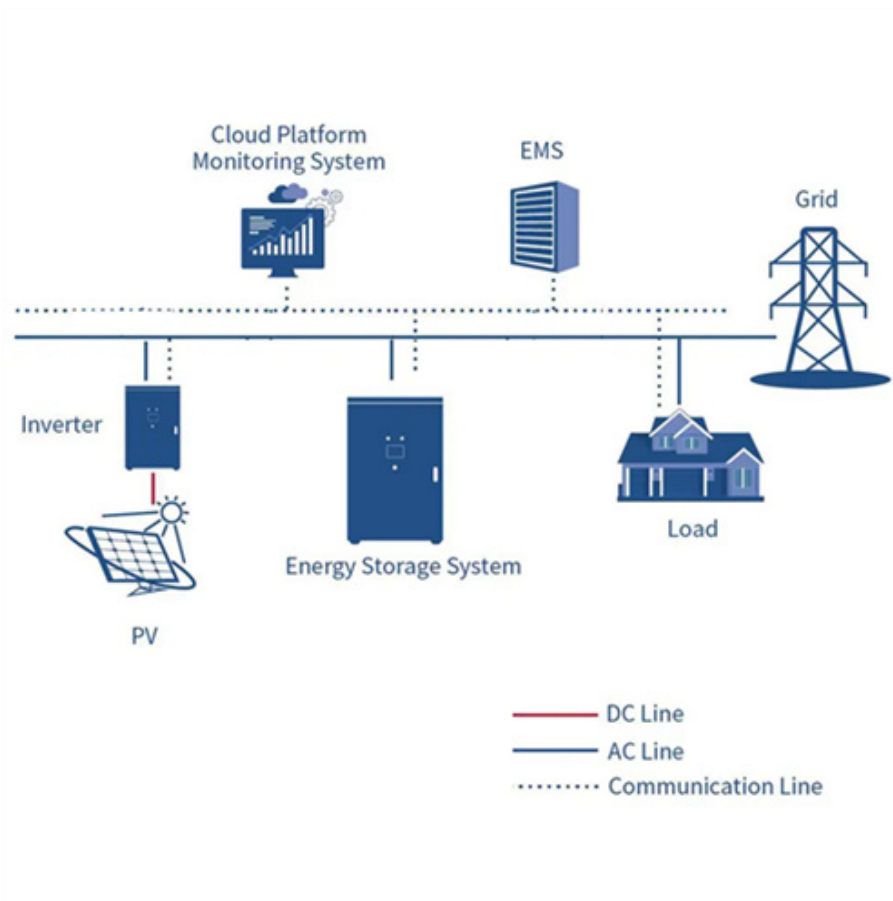 Cloud Platform
Monitoring System
EMS
Grid
Inverter
Load
Energy Storage System
PV
DC Line
AC Line
Communication Line